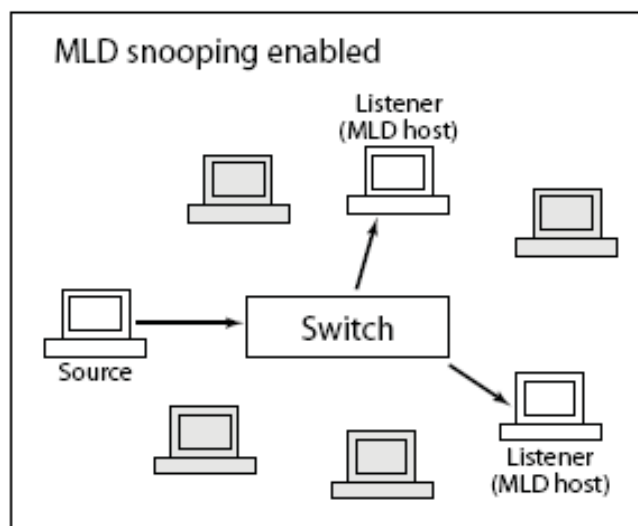 MLD snooping enabled
Listener
(MLD host)
Switch
Source
Listener
(MLD host)